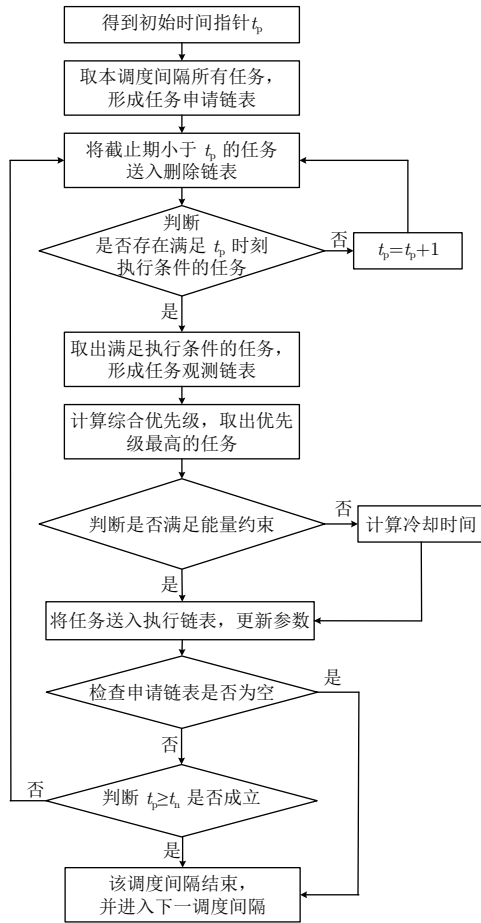 得到初始时间指针tp
取本调度间隔所有任务，
形成任务申请链表
将截止期小于 tp 的任务
送入删除链表
判断
是否存在满足 tp 时刻
执行条件的任务
否
tp=tp+1
是
取出满足执行条件的任务，
形成任务观测链表
计算综合优先级，取出优先
级最高的任务
判断是否满足能量约束
否
计算冷却时间
是
将任务送入执行链表，更新参数
检查申请链表是否为空
是
否
判断 tp≥tn 是否成立
否
是
该调度间隔结束，
并进入下一调度间隔